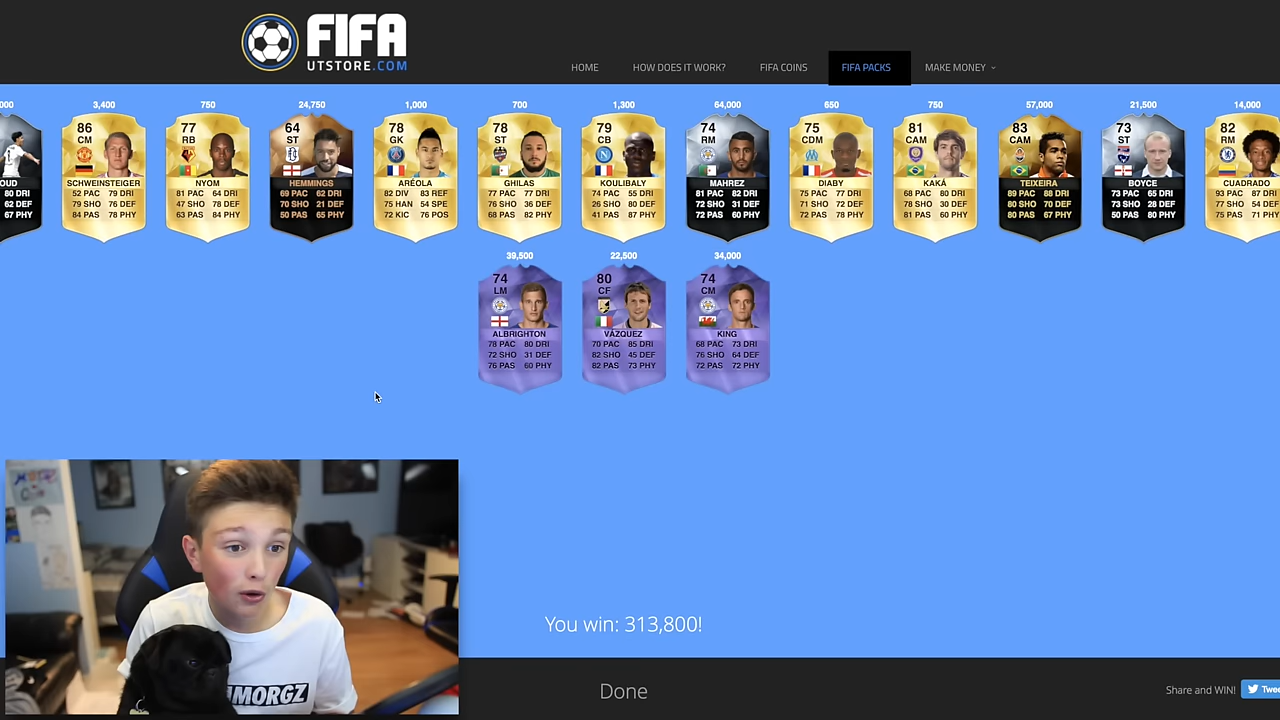 FIFA
UTSTORE.COM
HOME HOW DOES IT WORK? FIFA COINS FIFA PACKS MAKE MONEY
000 3,400 750 24,750 1,000 700 1,300 64,000 650 750 57,000 21,500 14,000
86 CM
SCHWEINSTEIGER
52 PAC 79 DRI
79 SHO 76 DEF
84 PAS 78 PHY
77 RB
NYOM
81 PAC 64 DRI
47 SHO 78 DEF
63 PAS 84 PHY
64 ST
HEMMINGS
69 PAC 62 DRI
70 SHO 21 DEF
50 PAS 65 PHY
78 GK
ARÉOLA
82 DIV 83 REF
75 HAN 54 SPE
72 KIC 76 POS
78 ST
GHILAS
77 PAC 77 DRI
76 SHO 36 DEF
68 PAS 82 PHY
79 CB
KOULIBALY
74 PAC 55 DRI
26 SHO 80 DEF
41 PAS 87 PHY
74 RM
MAHREZ
81 PAC 82 DRI
72 SHO 31 DEF
72 PAS 60 PHY
75 CDM
DIABY
75 PAC 77 DRI
71 SHO 72 DEF
72 PAS 78 PHY
81 CAM
KAKÁ
68 PAC 80 DRI
78 SHO 30 DEF
81 PAS 60 PHY
83 CAM
TEIXEIRA
89 PAC 88 DRI
80 SHO 70 DEF
80 PAS 67 PHY
73 ST
BOYCE
73 PAC 65 DRI
73 SHO 28 DEF
50 PAS 80 PHY
82 RM
CUADRADO
93 PAC 87 DRI
77 SHO 54 DEF
75 PAS 71 PHY
OUD
80 DRI
62 DEF
67 PHY
39,500 22,500 34,000
74 LM
ALBRIGHTON
78 PAC 80 DRI
72 SHO 31 DEF
76 PAS 60 PHY
80 CF
VÁZQUEZ
70 PAC 85 DRI
82 SHO 45 DEF
82 PAS 73 PHY
74 CM
KING
68 PAC 73 DRI
76 SHO 64 DEF
72 PAS 72 PHY
You win: 313,800!
MORGZ
Done
Share and WIN! Twee